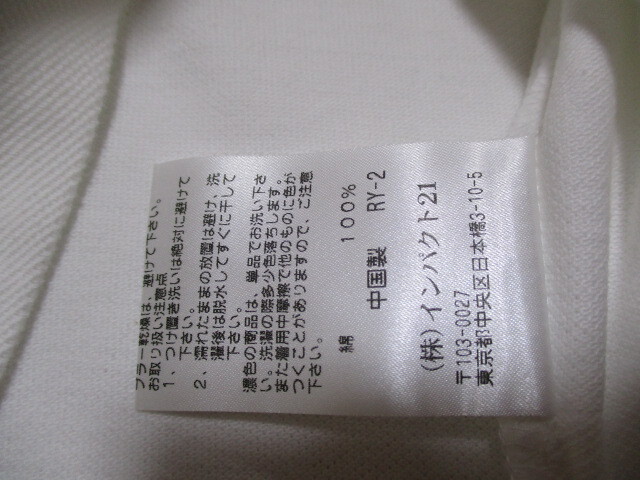 ブラー乾燥は、避けて下さい。
お取り扱い注意点
1、つけ置き洗いは絶対に避けて
下さい。
2、濡れたままの放置は避け、洗
濯後は脱水してすぐに干して
下さい。
濃色の商品は、単品でお洗い下さ
い。洗濯の際多少色落ちします。
また着用中摩擦で他のものに色が
つくことがありますので、ご注意
下さい。
綿 100%
中国製 RY-2
(株)インパクト21
〒103-0027
東京都中央区日本橋3-10-5